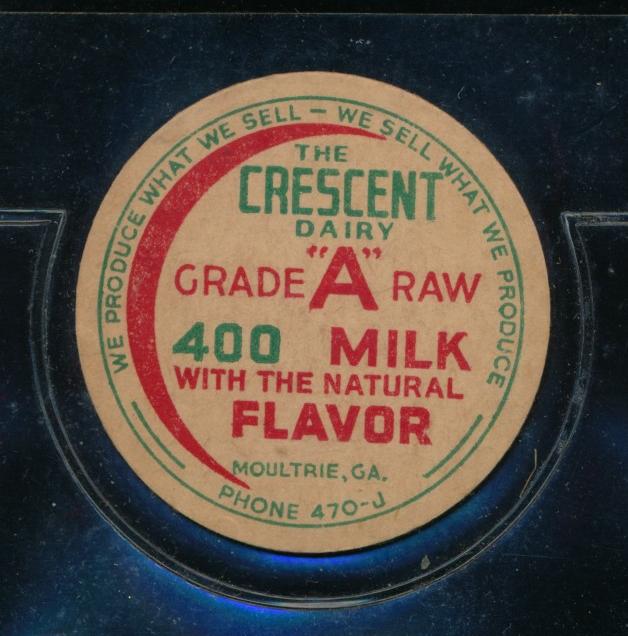 WE PRODUCE WHAT WE SELL — WE SELL WHAT WE PRODUCE
THE
CRESCENT
DAIRY
GRADE "A" RAW
400 MILK
WITH THE NATURAL
FLAVOR
MOULTRIE, GA.
PHONE 470-J